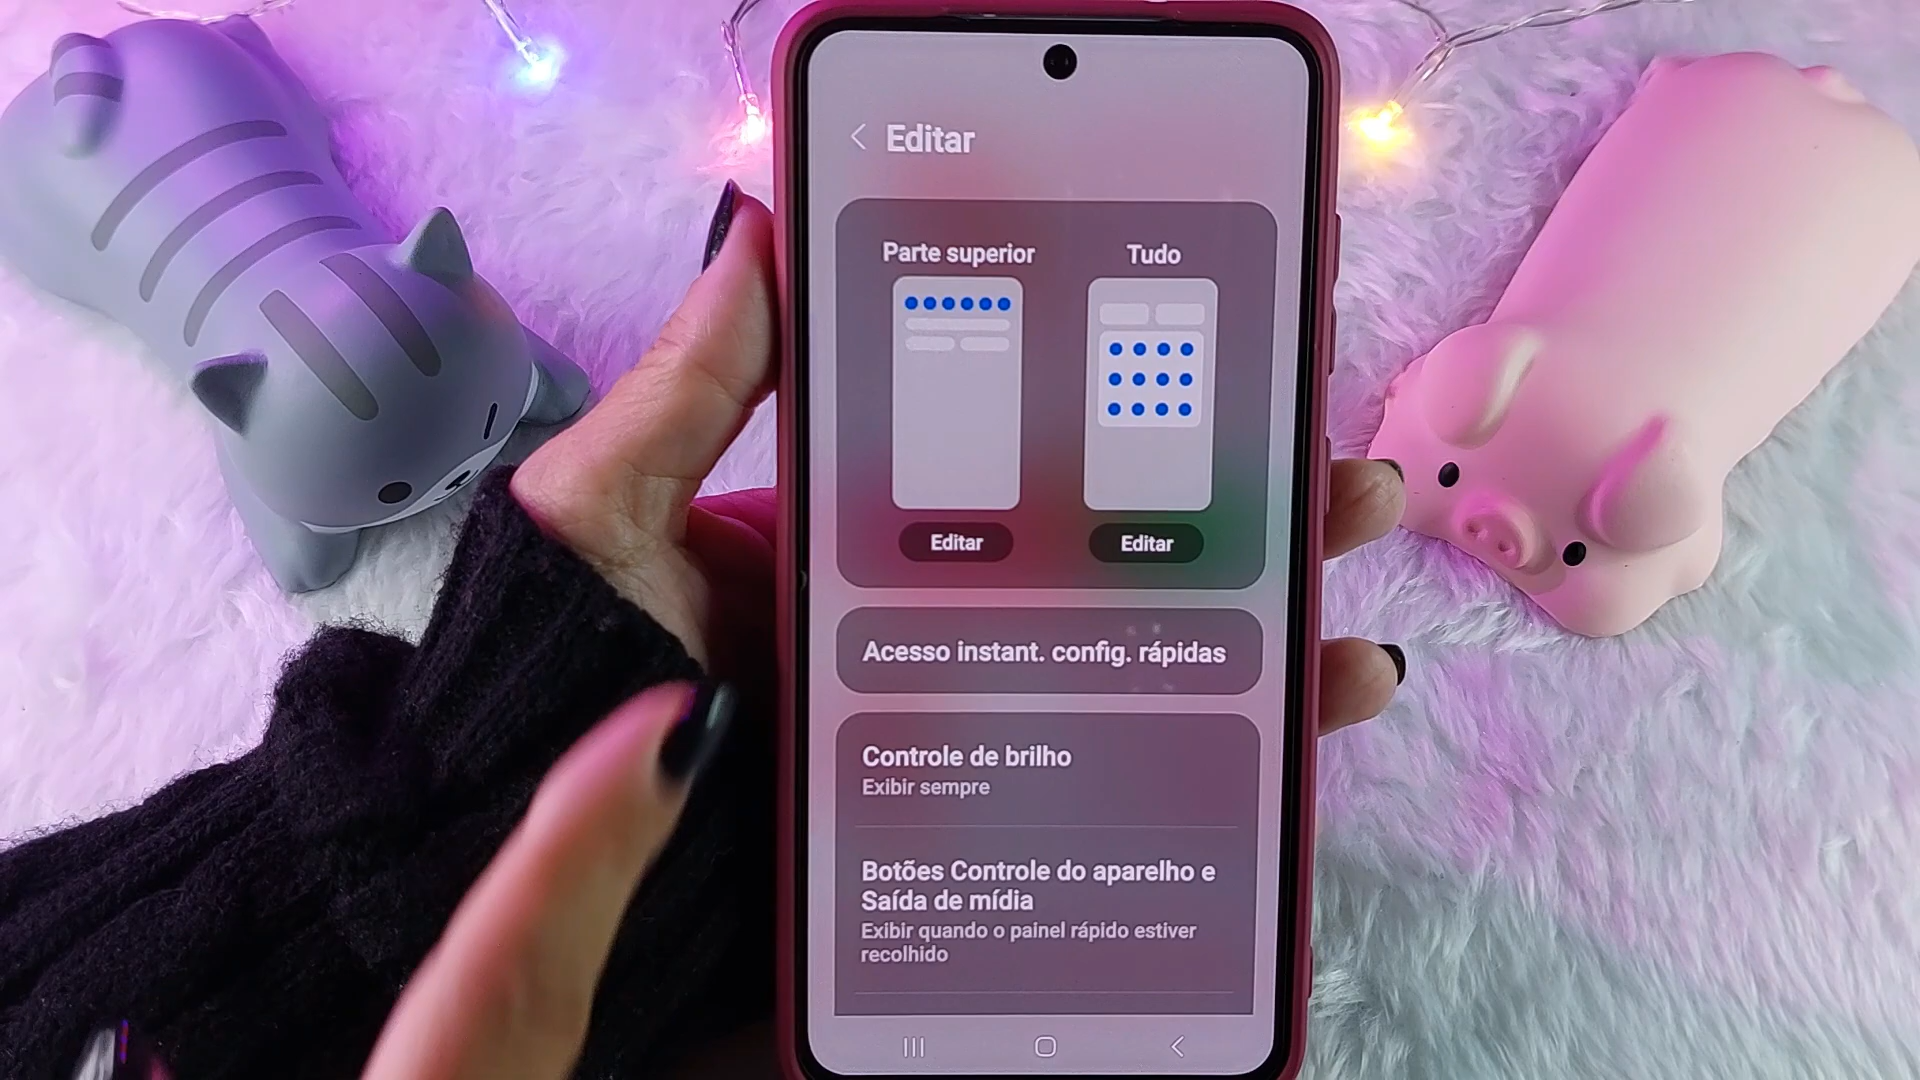 Editar
Parte superior
Tudo
Editar
Editar
Acesso instant. config. rápidas
Controle de brilho
Exibir sempre
Botões Controle do aparelho e
Saída de mídia
Exibir quando o painel rápido estiver
recolhido